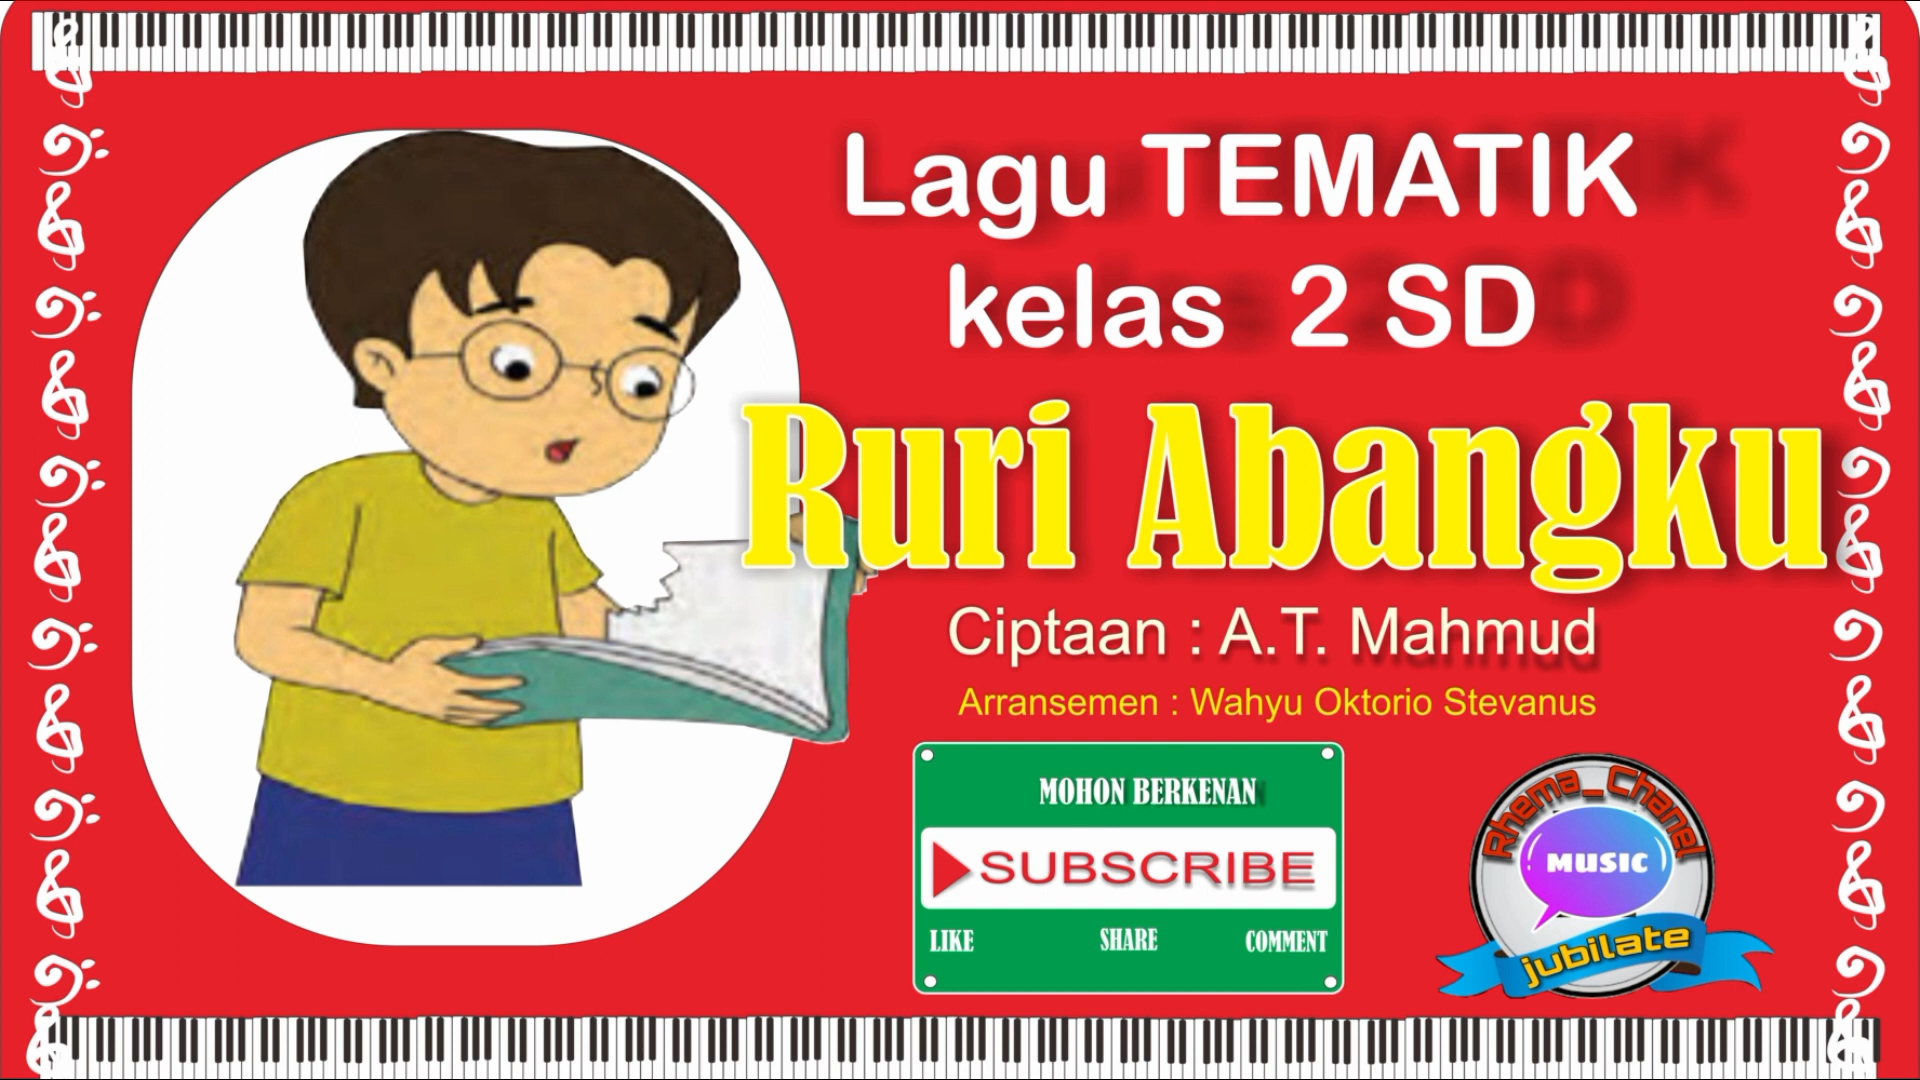 Lagu TEMATIK
kelas 2 SD
Ruri Abangku
Ciptaan : A.T. Mahmud
Arransemen : Wahyu Oktorio Stevanus
MOHON BERKENAN
SUBSCRIBE
LIKE SHARE COMMENT
Rhema_Chanel
MUSIC
jubilate